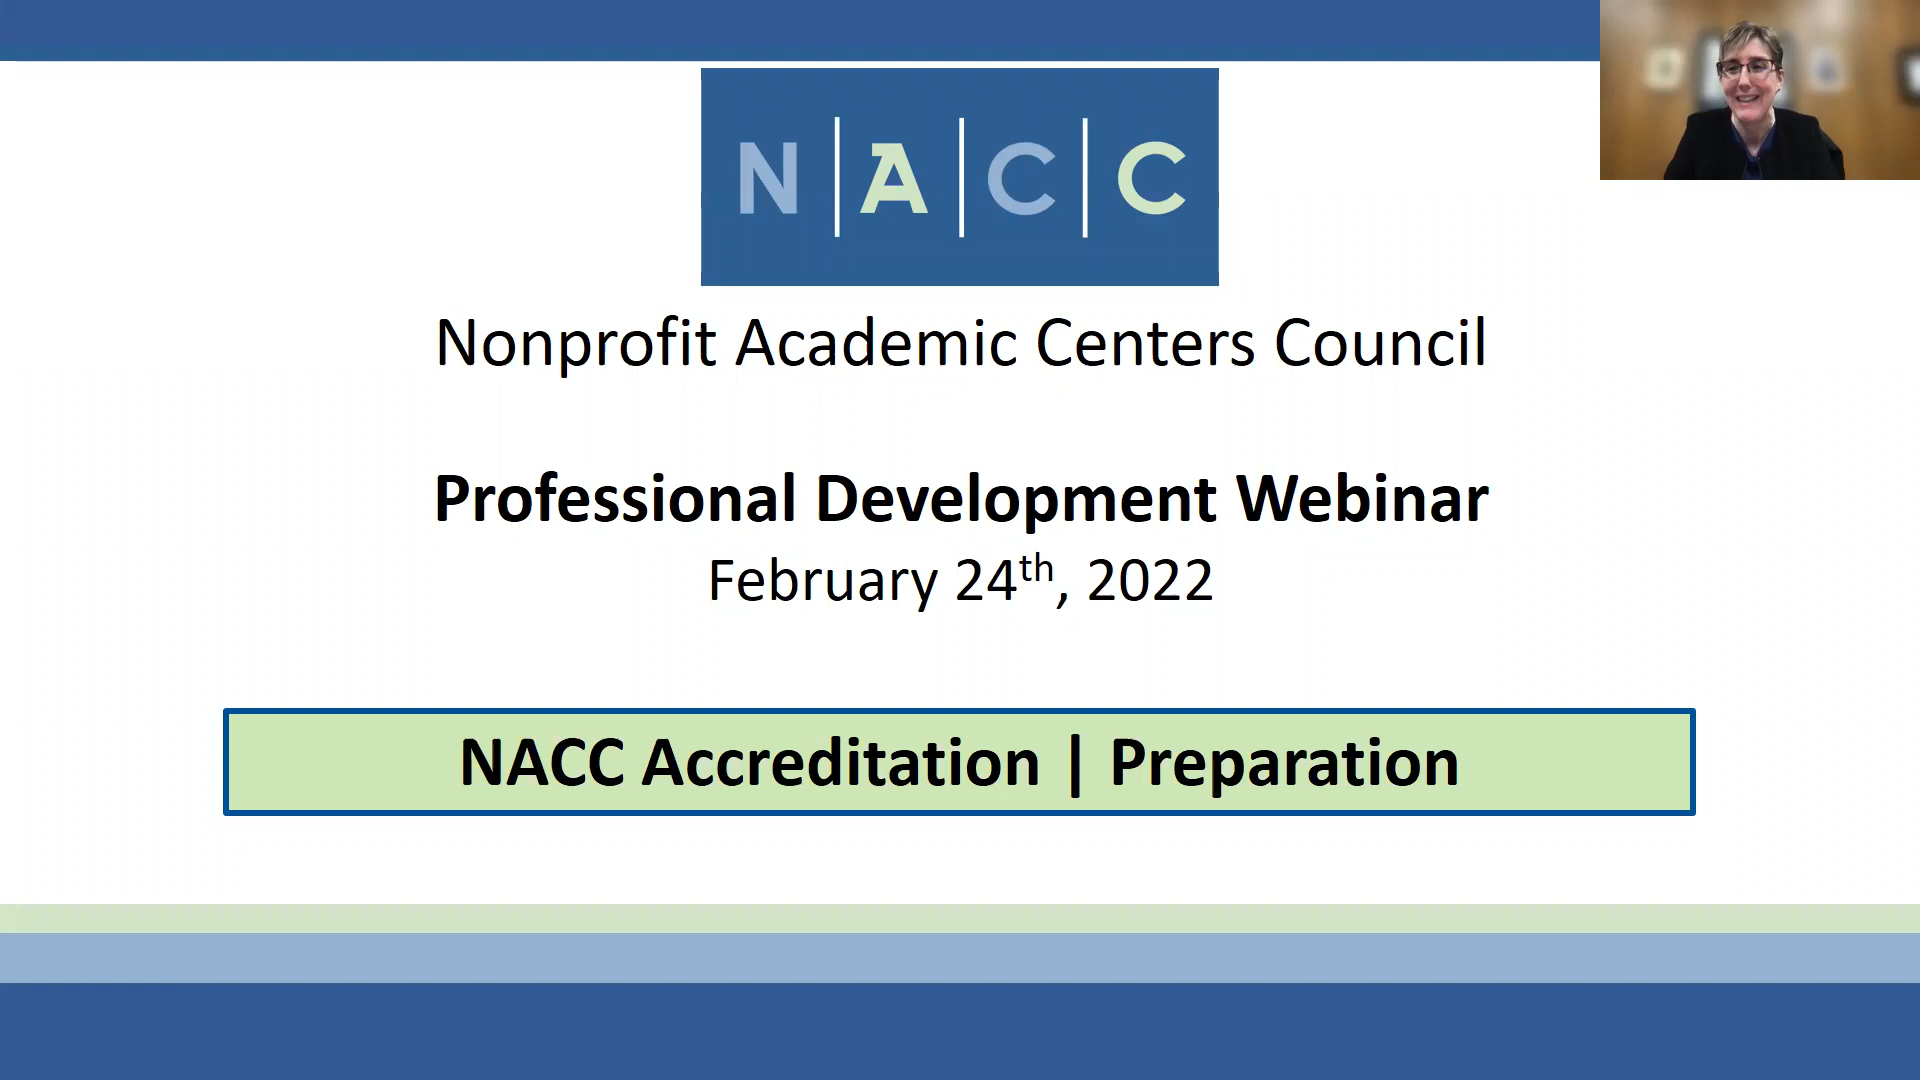 N|A|C|C
Nonprofit Academic Centers Council
Professional Development Webinar
February 24th, 2022
NACC Accreditation | Preparation